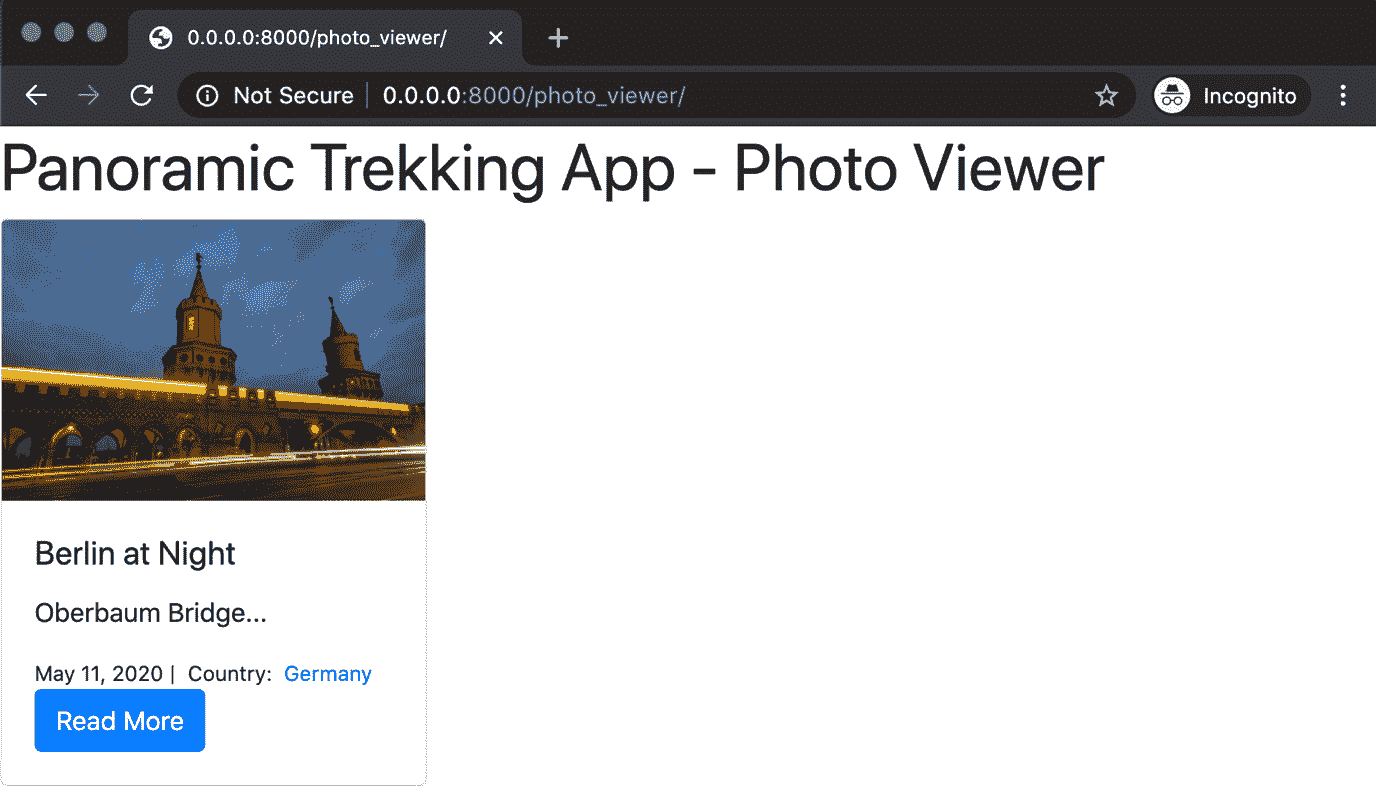 0.0.0.0:8000/photo_viewer/
Not Secure | 0.0.0.0:8000/photo_viewer/ Incognito
Panoramic Trekking App - Photo Viewer
Berlin at Night
Oberbaum Bridge...
May 11, 2020 | Country: Germany
Read More